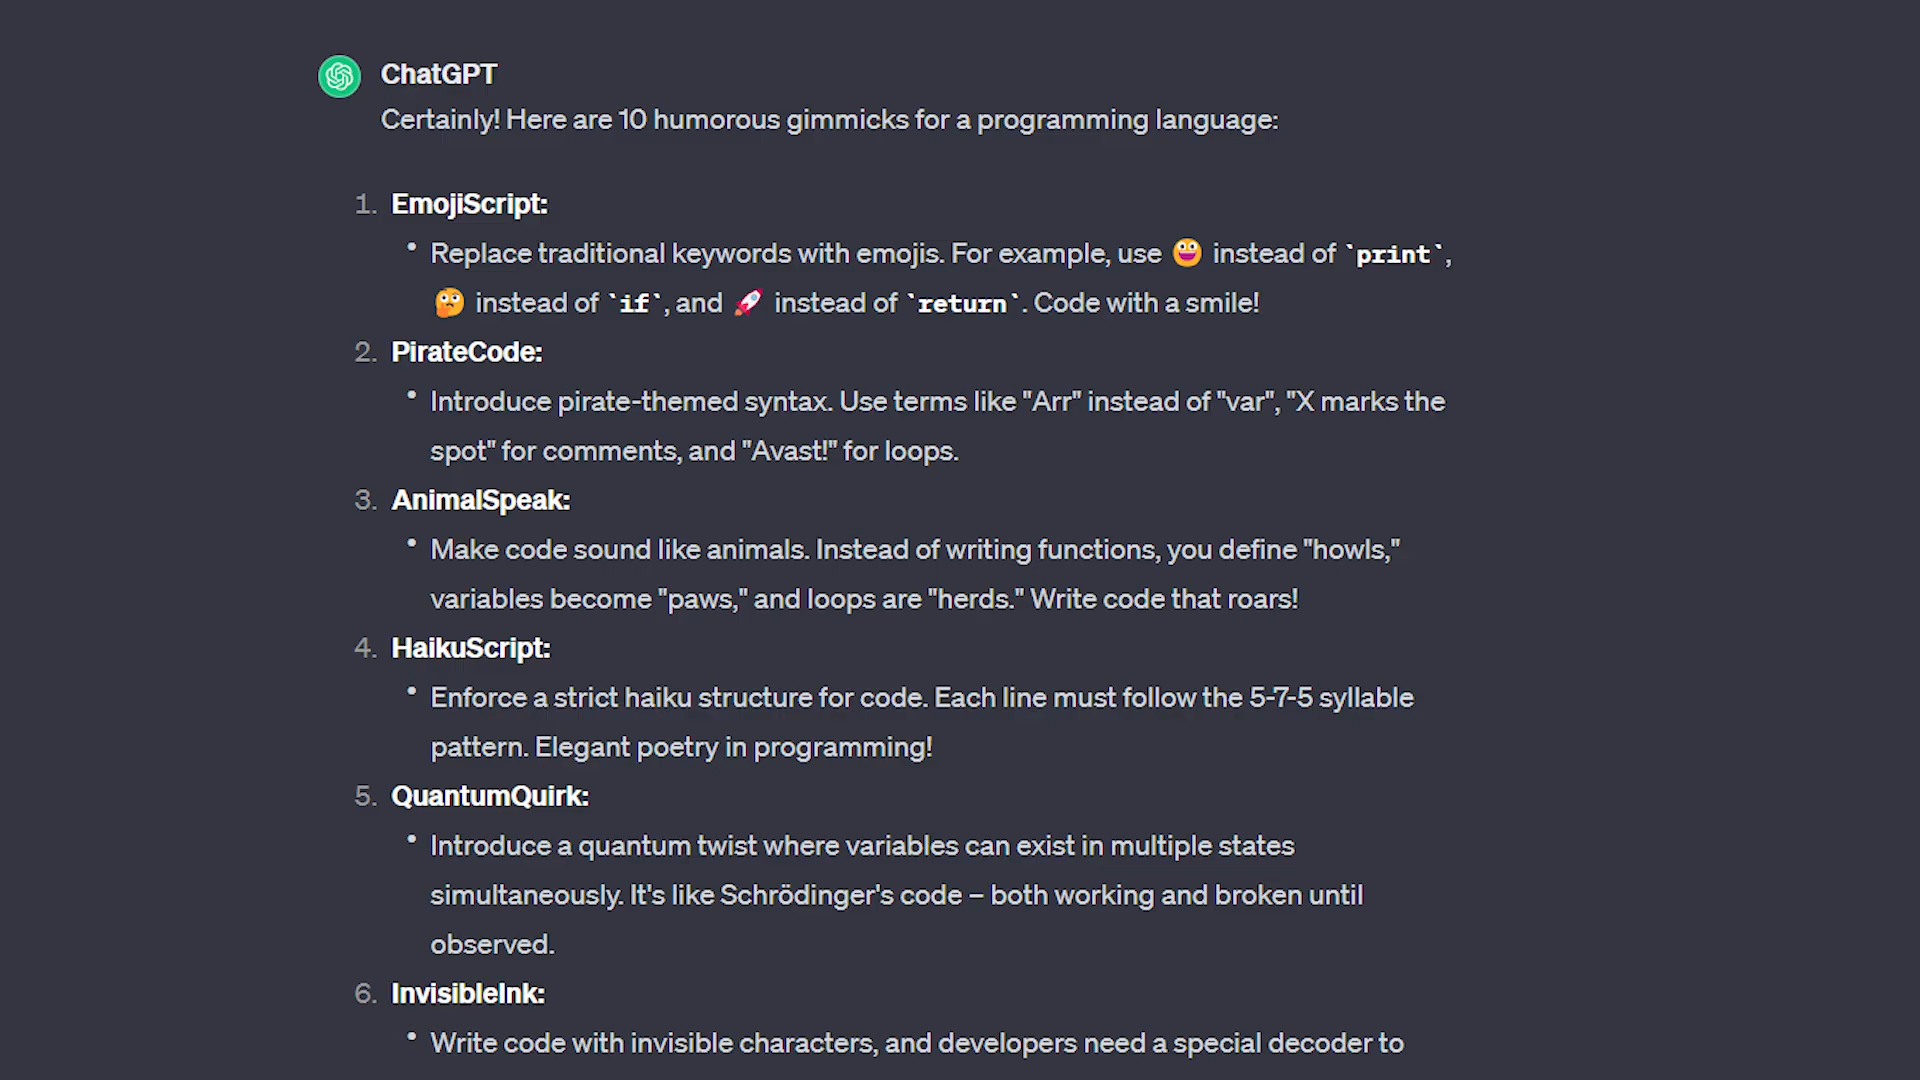 ChatGPT
Certainly! Here are 10 humorous gimmicks for a programming language:
1. EmojiScript:
• Replace traditional keywords with emojis. For example, use 😀 instead of `print`,
🤔 instead of `if`, and 🚀 instead of `return`. Code with a smile!
2. PirateCode:
• Introduce pirate-themed syntax. Use terms like "Arr" instead of "var", "X marks the
spot" for comments, and "Avast!" for loops.
3. AnimalSpeak:
• Make code sound like animals. Instead of writing functions, you define "howls,"
variables become "paws," and loops are "herds." Write code that roars!
4. HaikuScript:
• Enforce a strict haiku structure for code. Each line must follow the 5-7-5 syllable
pattern. Elegant poetry in programming!
5. QuantumQuirk:
• Introduce a quantum twist where variables can exist in multiple states
simultaneously. It's like Schrödinger's code – both working and broken until
observed.
6. InvisibleInk:
• Write code with invisible characters, and developers need a special decoder to